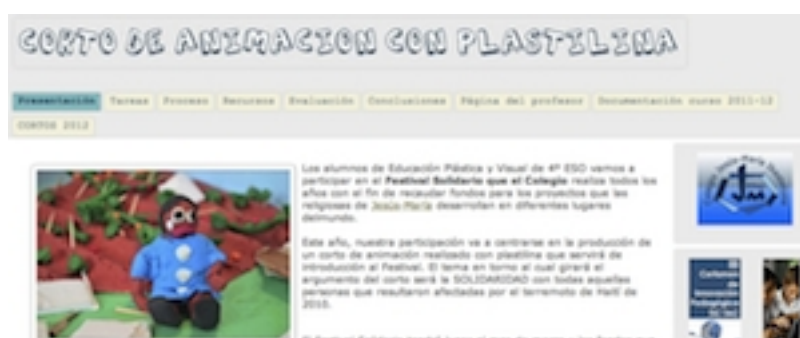 CORTO DE ANIMACION CON PLASTILINA
Presentación Tareas Proceso Recursos Evaluación Conclusiones Página del profesor Documentación curso 2011-12
CORTOS 2012
Los alumnos de Educación Plástica y Visual de 4º ESO vamos a
participar en el Festival Solidario que el Colegio realiza todos los
años con el fin de recaudar fondos para los proyectos que las
religiosas de Jesús-María desarrollan en diferentes lugares
delmundo.
Este año, nuestra participación va a centrarse en la producción de
un corto de animación realizado con plastilina que servirá de
introducción al Festival. El tema en torno al cual girará el
argumento del corto será la SOLIDARIDAD con todas aquellas
personas que resultaron afectadas por el terremoto de Haití de
2010.